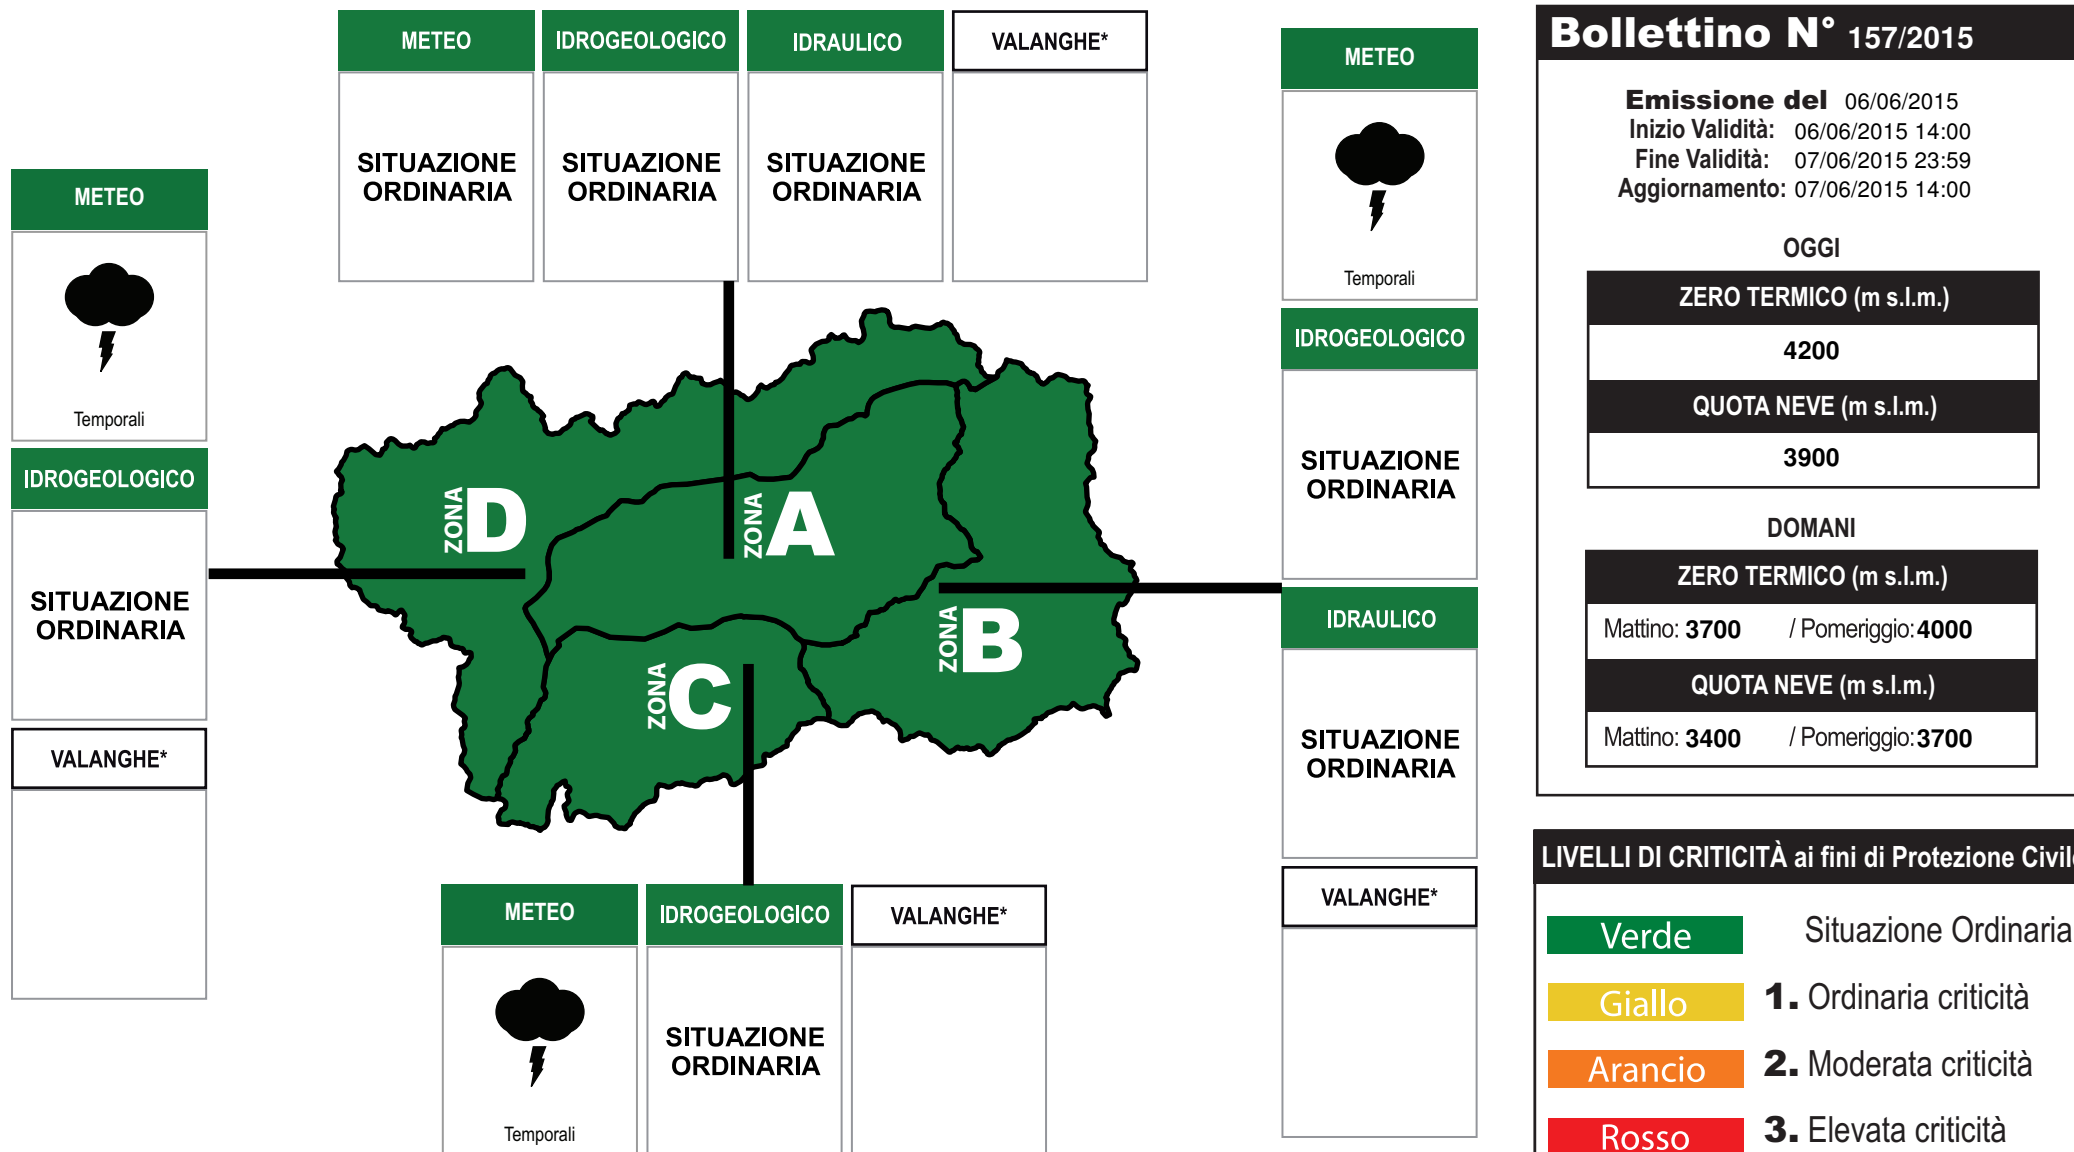 METEO
IDROGEOLOGICO
IDRAULICO
VALANGHE*
SITUAZIONE
ORDINARIA
SITUAZIONE
ORDINARIA
SITUAZIONE
ORDINARIA
METEO
Temporali
IDROGEOLOGICO
SITUAZIONE
ORDINARIA
VALANGHE*
ZONA D
ZONA A
ZONA B
ZONA C
METEO
Temporali
IDROGEOLOGICO
SITUAZIONE
ORDINARIA
IDRAULICO
SITUAZIONE
ORDINARIA
VALANGHE*
METEO
IDROGEOLOGICO
VALANGHE*
Temporali
SITUAZIONE
ORDINARIA
Bollettino N° 157/2015
Emissione del 06/06/2015
Inizio Validità: 06/06/2015 14:00
Fine Validità: 07/06/2015 23:59
Aggiornamento: 07/06/2015 14:00
OGGI
ZERO TERMICO (m s.l.m.)
4200
QUOTA NEVE (m s.l.m.)
3900
DOMANI
ZERO TERMICO (m s.l.m.)
Mattino: 3700 / Pomeriggio: 4000
QUOTA NEVE (m s.l.m.)
Mattino: 3400 / Pomeriggio: 3700
LIVELLI DI CRITICITÀ ai fini di Protezione Civile
Verde Situazione Ordinaria
Giallo 1. Ordinaria criticità
Arancio 2. Moderata criticità
Rosso 3. Elevata criticità